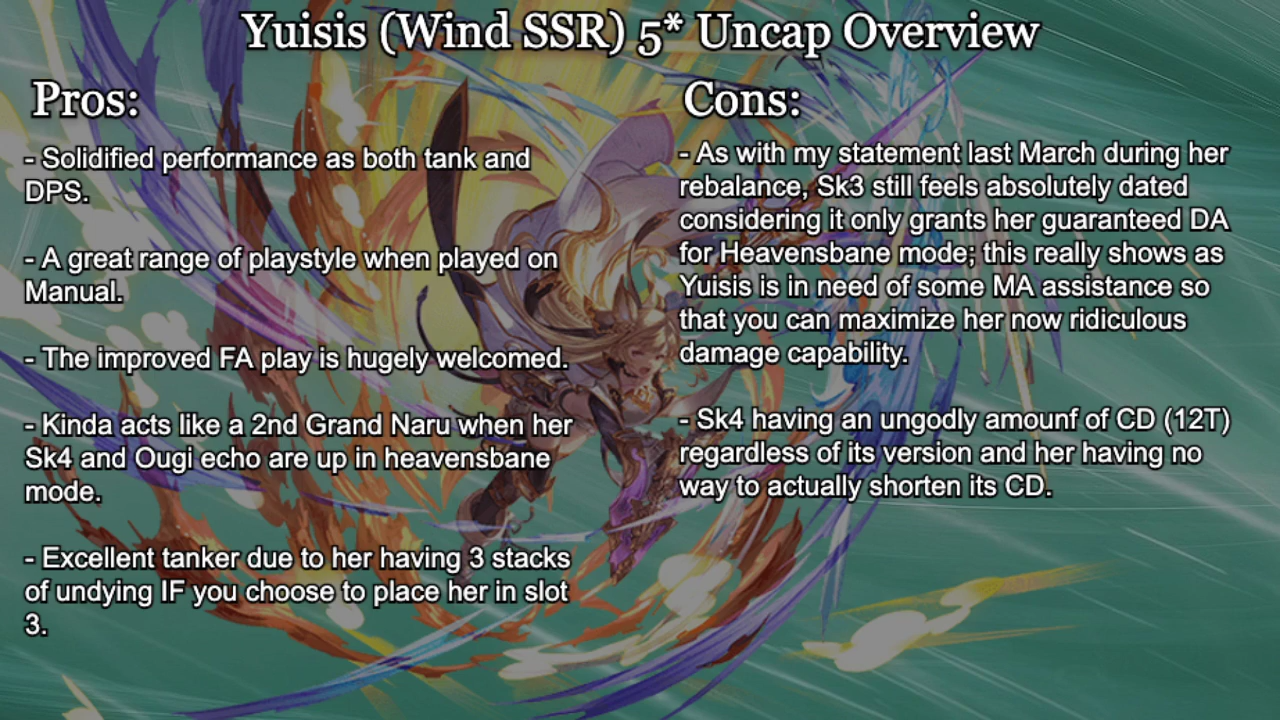 Yuisis (Wind SSR) 5* Uncap Overview
Pros:
- Solidified performance as both tank and
DPS.
- A great range of playstyle when played on
Manual.
- The improved FA play is hugely welcomed.
- Kinda acts like a 2nd Grand Naru when her
Sk4 and Ougi echo are up in heavensbane
mode.
- Excellent tanker due to her having 3 stacks
of undying IF you choose to place her in slot
3.
Cons:
- As with my statement last March during her
rebalance, Sk3 still feels absolutely dated
considering it only grants her guaranteed DA
for Heavensbane mode; this really shows as
Yuisis is in need of some MA assistance so
that you can maximize her now ridiculous
damage capability.
- Sk4 having an ungodly amounf of CD (12T)
regardless of its version and her having no
way to actually shorten its CD.